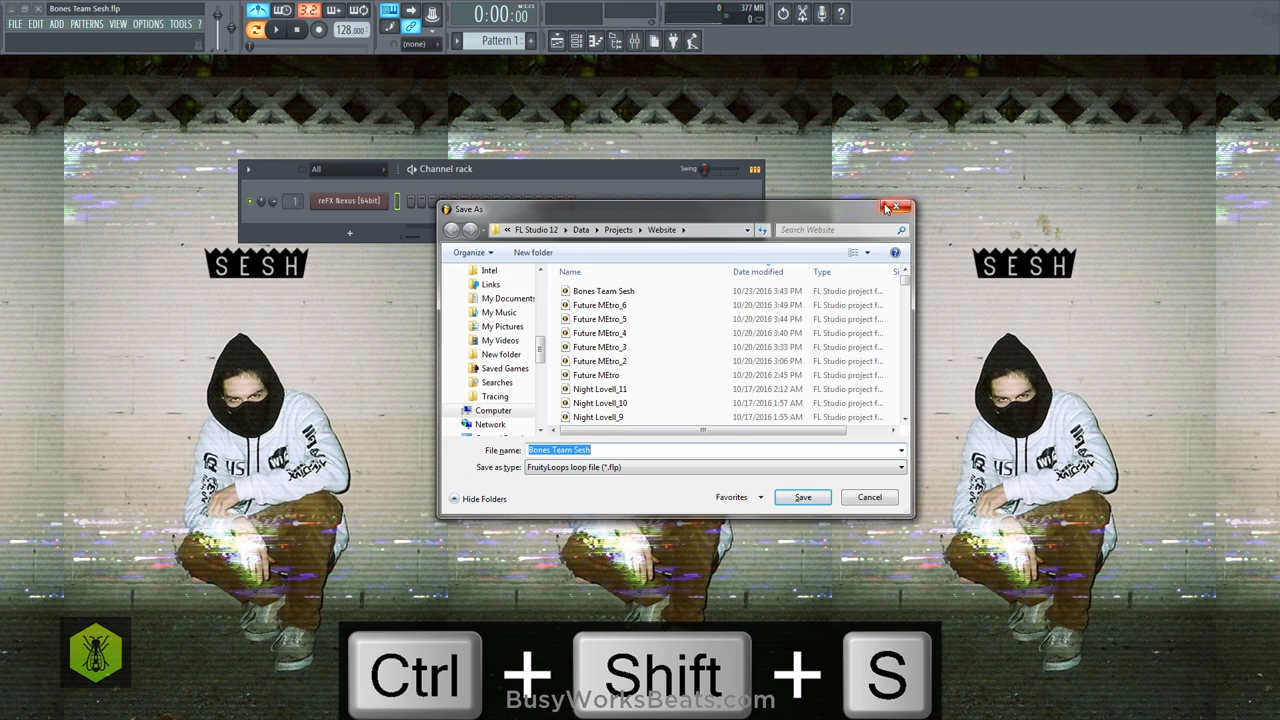 Bones Team Sesh.flp
FILE EDIT ADD PATTERNS VIEW OPTIONS TOOLS ?
3.2.
128.000
(none)
0:00:00
M:S:CS
Pattern 1
0
377 MB
0
All
Channel rack
Swing
1
reFX Nexus [64bit]
SESH
SESH
Save As
« FL Studio 12 Data Projects Website
Search Website
Organize
New folder
Intel
Links
My Documents
My Music
My Pictures
My Videos
New folder
Saved Games
Searches
Tracing
Computer
Network
Name Date modified Type Si
Bones Team Sesh 10/23/2016 3:43 PM FL Studio project f...
Future MEtro_6 10/20/2016 3:49 PM FL Studio project f...
Future MEtro_5 10/20/2016 3:44 PM FL Studio project f...
Future MEtro_4 10/20/2016 3:40 PM FL Studio project f...
Future MEtro_3 10/20/2016 3:33 PM FL Studio project f...
Future MEtro_2 10/20/2016 3:06 PM FL Studio project f...
Future MEtro 10/20/2016 2:45 PM FL Studio project f...
Night Lovell_11 10/17/2016 2:12 AM FL Studio project f...
Night Lovell_10 10/17/2016 1:57 AM FL Studio project f...
Night Lovell_9 10/17/2016 1:55 AM FL Studio project f...
File name: Bones Team Sesh
Save as type: FruityLoops loop file (*.flp)
Hide Folders
Favorites
Save
Cancel
Ctrl + Shift + S
BusyWorksBeats.com